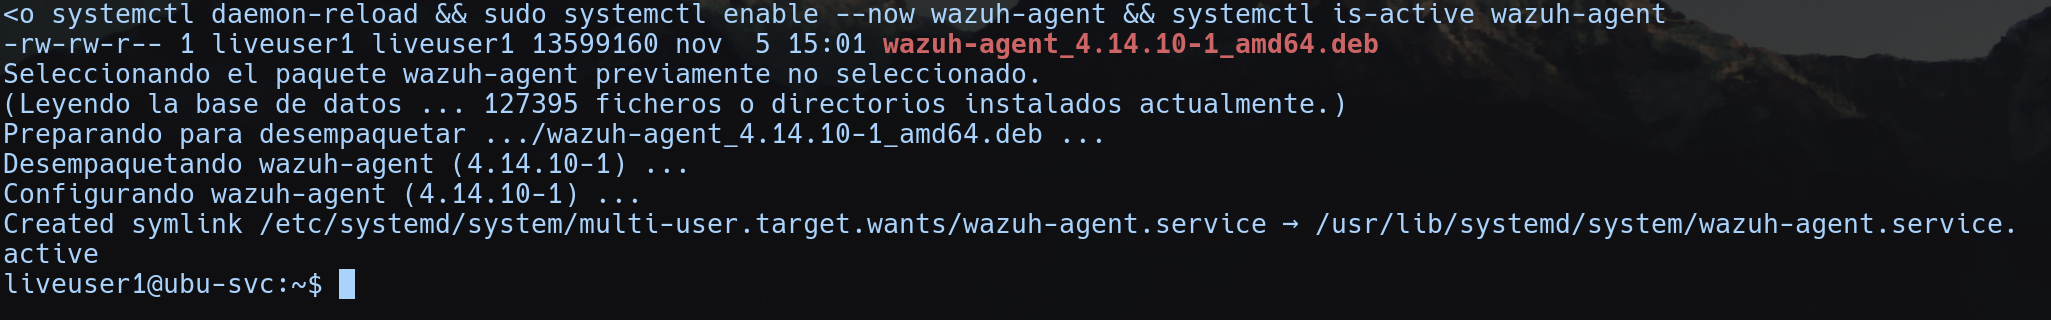 <o systemctl daemon-reload && sudo systemctl enable --now wazuh-agent && systemctl is-active wazuh-agent
-rw-rw-r-- 1 liveuser1 liveuser1 13599160 nov  5 15:01 wazuh-agent_4.14.10-1_amd64.deb
Seleccionando el paquete wazuh-agent previamente no seleccionado.
(Leyendo la base de datos ... 127395 ficheros o directorios instalados actualmente.)
Preparando para desempaquetar .../wazuh-agent_4.14.10-1_amd64.deb ...
Desempaquetando wazuh-agent (4.14.10-1) ...
Configurando wazuh-agent (4.14.10-1) ...
Created symlink /etc/systemd/system/multi-user.target.wants/wazuh-agent.service → /usr/lib/systemd/system/wazuh-agent.service.
active
liveuser1@ubu-svc:~$